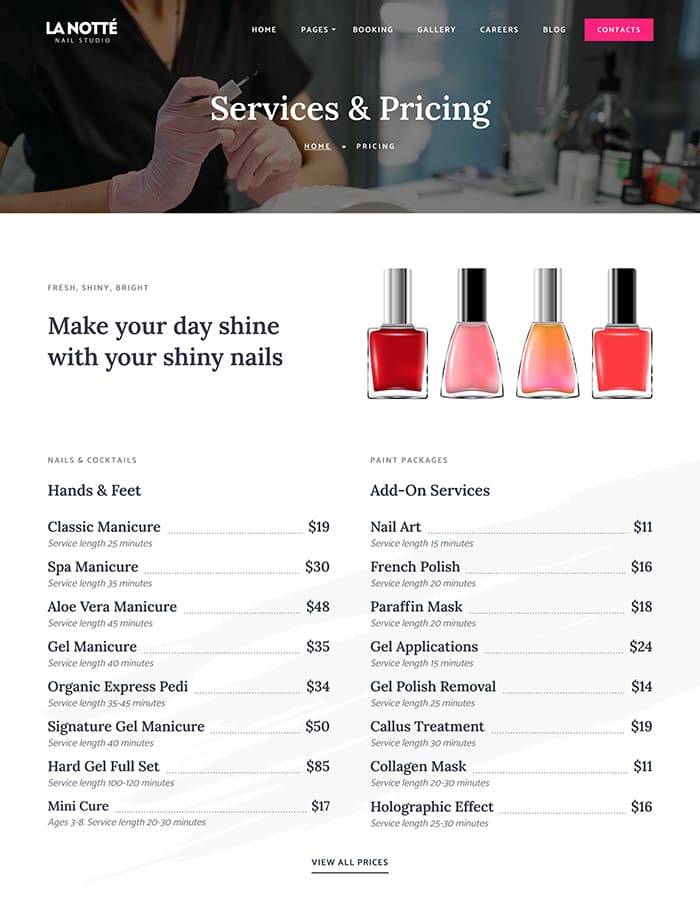 LA NOTTÉ
NAIL STUDIO
HOME PAGES BOOKING GALLERY CAREERS BLOG CONTACTS
Services & Pricing
HOME » PRICING
FRESH, SHINY, BRIGHT
Make your day shine
with your shiny nails
NAILS & COCKTAILS
Hands & Feet
Classic Manicure $19
Service length 25 minutes
Spa Manicure $30
Service length 35 minutes
Aloe Vera Manicure $48
Service length 45 minutes
Gel Manicure $35
Service length 40 minutes
Organic Express Pedi $34
Service length 35-45 minutes
Signature Gel Manicure $50
Service length 40 minutes
Hard Gel Full Set $85
Service length 100-120 minutes
Mini Cure $17
Ages 3-8. Service length 20-30 minutes
PAINT PACKAGES
Add-On Services
Nail Art $11
Service length 15 minutes
French Polish $16
Service length 20 minutes
Paraffin Mask $18
Service length 20 minutes
Gel Applications $24
Service length 15 minutes
Gel Polish Removal $14
Service length 25 minutes
Callus Treatment $19
Service length 30 minutes
Collagen Mask $11
Service length 20-30 minutes
Holographic Effect $16
Service length 25-30 minutes
VIEW ALL PRICES